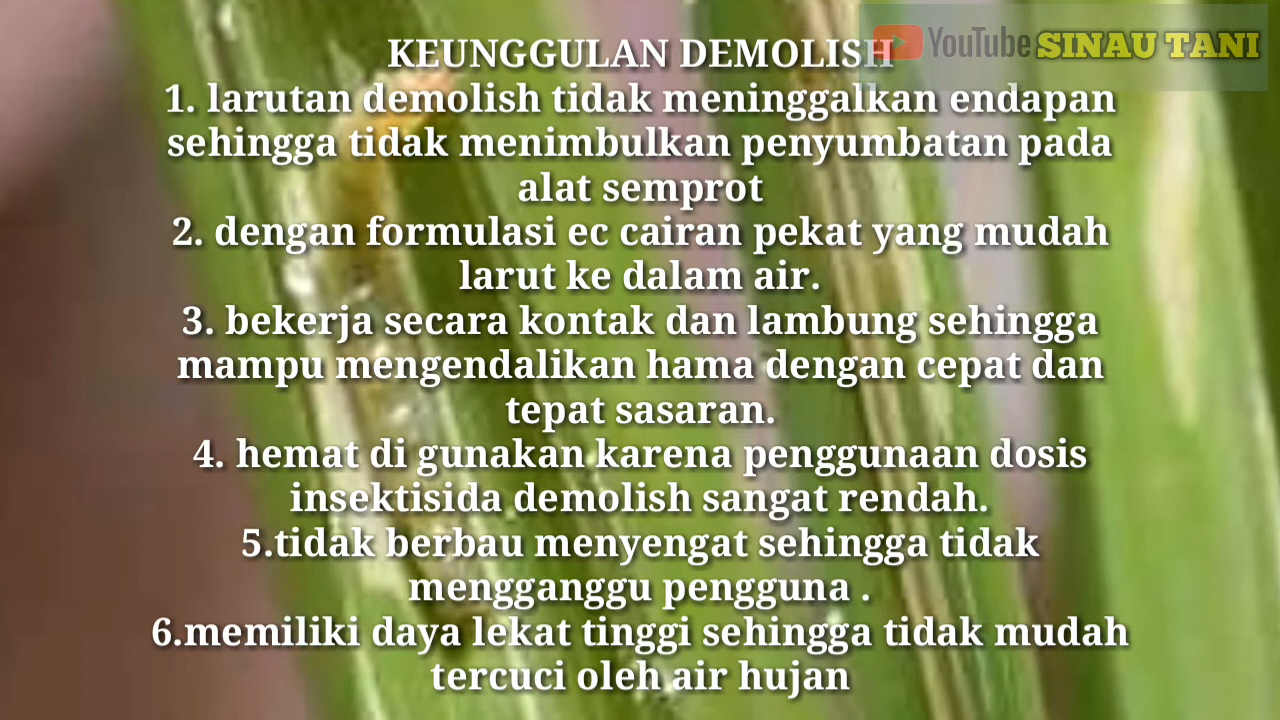 YouTube SINAU TANI
KEUNGGULAN DEMOLISH
1. larutan demolish tidak meninggalkan endapan
sehingga tidak menimbulkan penyumbatan pada
alat semprot
2. dengan formulasi ec cairan pekat yang mudah
larut ke dalam air.
3. bekerja secara kontak dan lambung sehingga
mampu mengendalikan hama dengan cepat dan
tepat sasaran.
4. hemat di gunakan karena penggunaan dosis
insektisida demolish sangat rendah.
5.tidak berbau menyengat sehingga tidak
mengganggu pengguna .
6.memiliki daya lekat tinggi sehingga tidak mudah
tercuci oleh air hujan